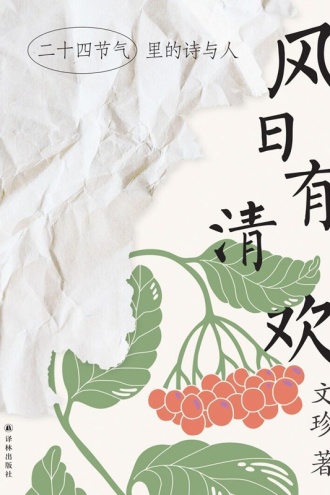 二十四节气 里的诗与人
风日有清欢
文珍 著
译林出版社